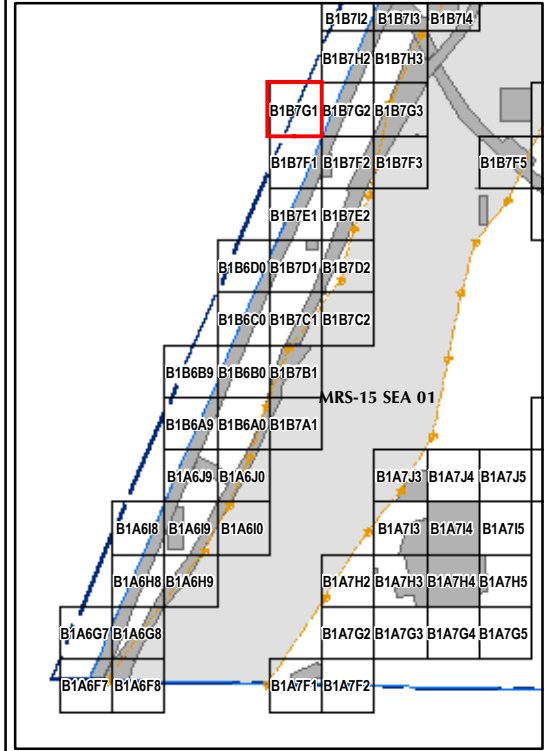 B1B7I2 B1B7I3 B1B7I4
B1B7H2 B1B7H3
B1B7G1 B1B7G2 B1B7G3
B1B7F1 B1B7F2 B1B7F3 B1B7F5
B1B7E1 B1B7E2
B1B6D0 B1B7D1 B1B7D2
B1B6C0 B1B7C1 B1B7C2
B1B6B9 B1B6B0 B1B7B1
MRS-15 SEA 01
B1B6A9 B1B6A0 B1B7A1
B1A6J9 B1A6J0 B1A7J3 B1A7J4 B1A7J5
B1A6I8 B1A6I9 B1A6I0 B1A7I3 B1A7I4 B1A7I5
B1A6H8 B1A6H9 B1A7H2 B1A7H3 B1A7H4 B1A7H5
B1A6G7 B1A6G8 B1A7G2 B1A7G3 B1A7G4 B1A7G5
B1A6F7 B1A6F8 B1A7F1 B1A7F2